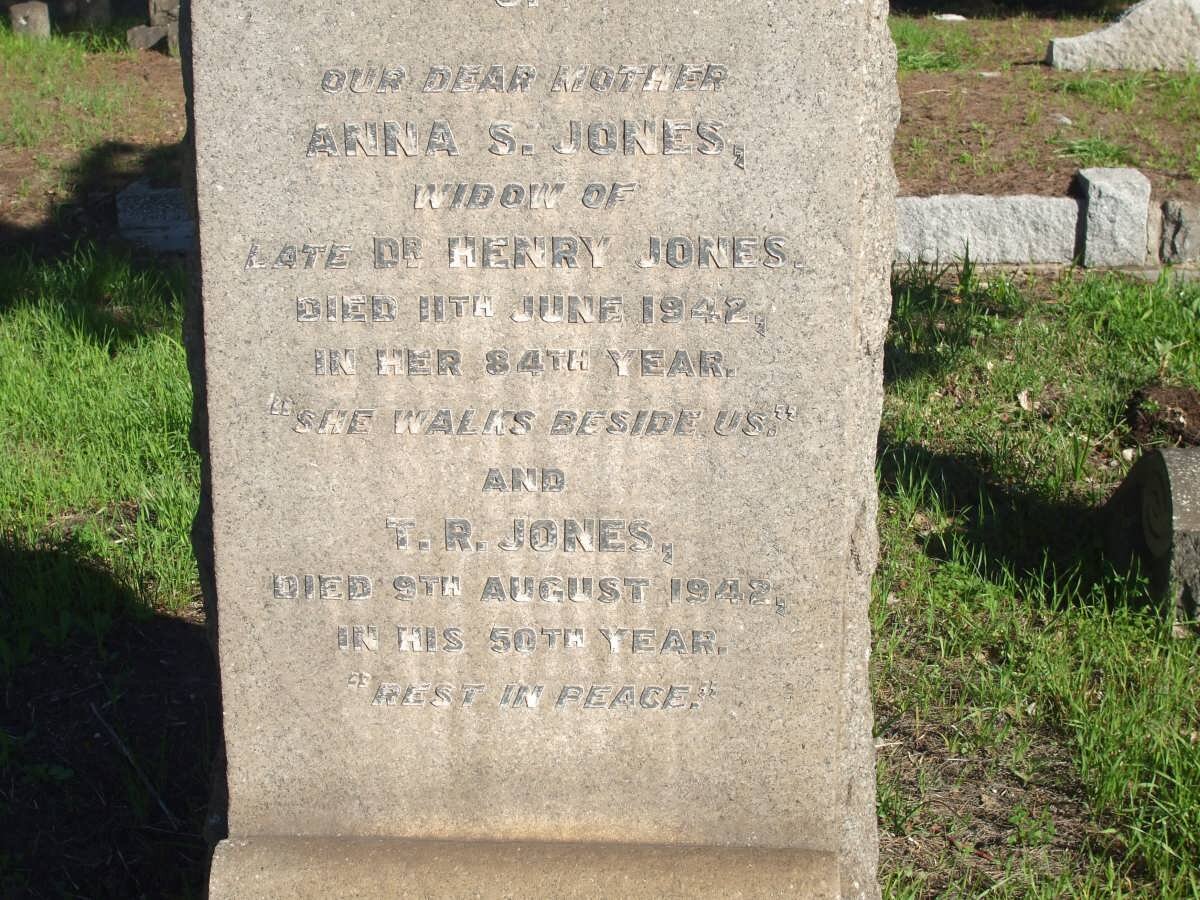 OUR DEAR MOTHER
ANNA S. JONES,
WIDOW OF
LATE DR HENRY JONES.
DIED 11TH JUNE 1942,
IN HER 84TH YEAR.
"SHE WALKS BESIDE US."
AND
T. R. JONES,
DIED 9TH AUGUST 1942,
IN HIS 50TH YEAR.
"REST IN PEACE."